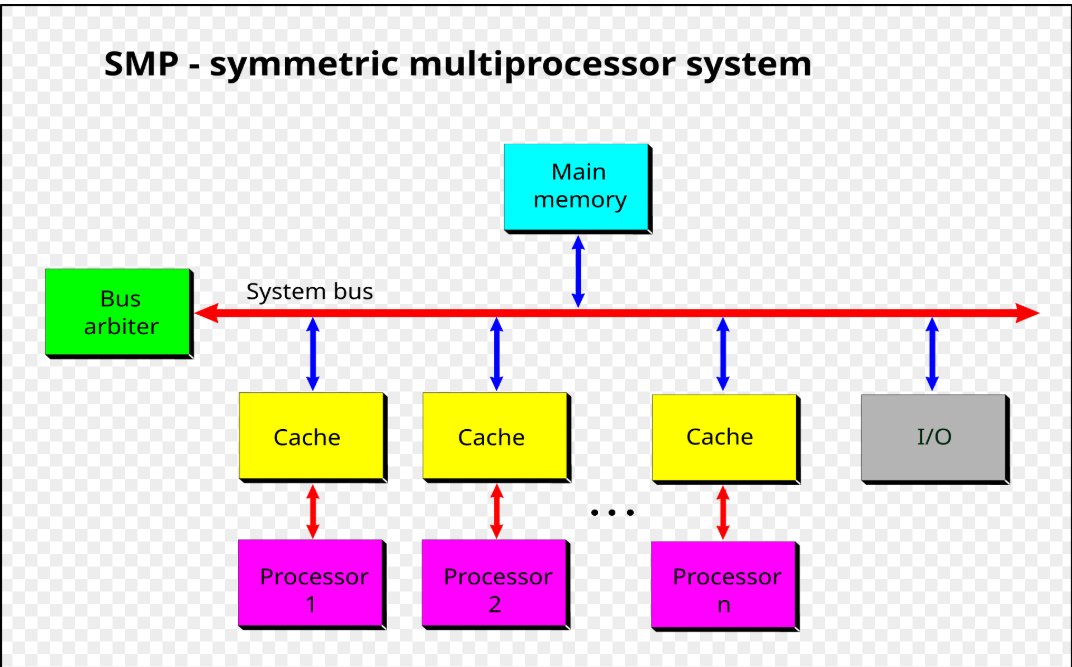 SMP - symmetric multiprocessor system
Main
memory
Bus
arbiter
System bus
Cache
Cache
Cache
I/O
...
Processor
1
Processor
2
Processor
n